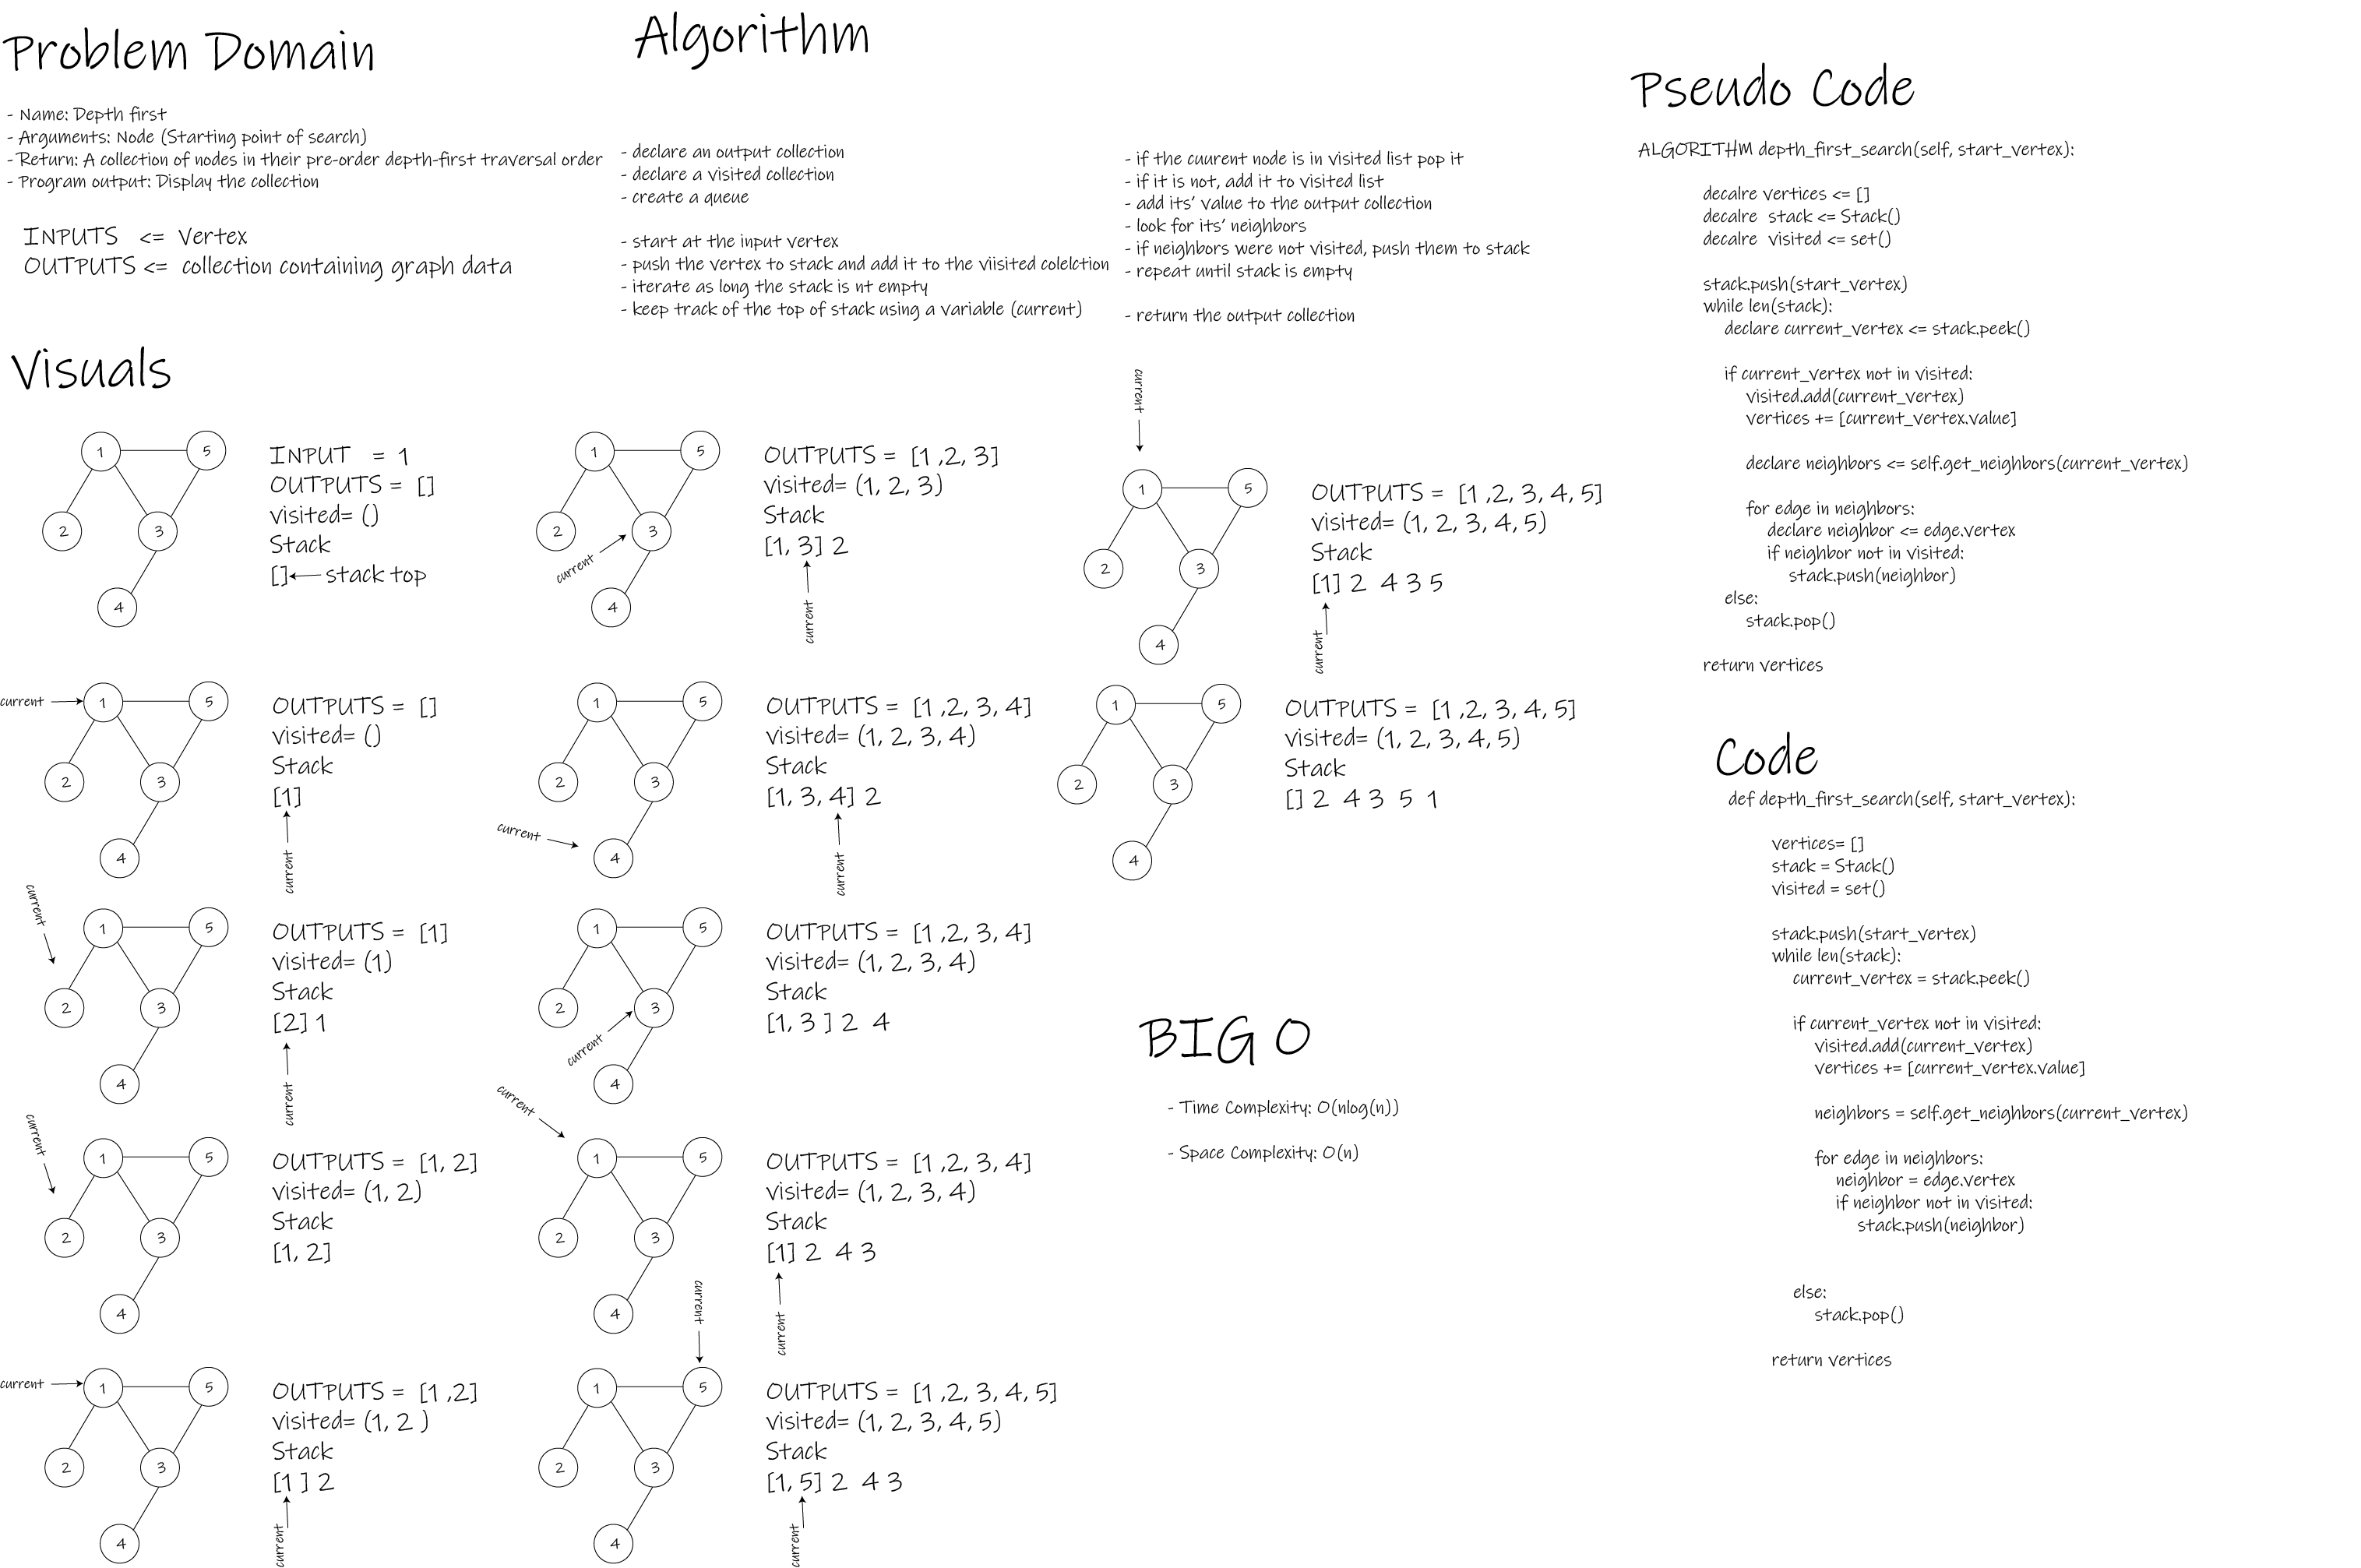 Problem Domain
- Name: Depth first
- Arguments: Node (Starting point of search)
- Return: A collection of nodes in their pre-order depth-first traversal order
- Program output: Display the collection
INPUTS <= Vertex
OUTPUTS <= collection containing graph data
Algorithm
- declare an output collection
- declare a visited collection
- create a queue
- start at the input vertex
- push the vertex to stack and add it to the viisited colelction
- iterate as long the stack is nt empty
- keep track of the top of stack using a variable (current)
- if the cuurent node is in visited list pop it
- if it is not, add it to visited list
- add its' value to the output collection
- look for its' neighbors
- if neighbors were not visited, push them to stack
- repeat until stack is empty
- return the output collection
Visuals
1 5
2 3
4
INPUT = 1
OUTPUTS = []
visited= ()
Stack
[] stack top
current
1 5
2 3
4
OUTPUTS = []
visited= ()
Stack
[1]
current
current
1 5
2 3
4
OUTPUTS = [1]
visited= (1)
Stack
[2] 1
current
current
1 5
2 3
4
OUTPUTS = [1, 2]
visited= (1, 2)
Stack
[1, 2]
current
1 5
2 3
4
OUTPUTS = [1 ,2]
visited= (1, 2 )
Stack
[1 ] 2
current
1 5
2 3
current
4
OUTPUTS = [1 ,2, 3]
visited= (1, 2, 3)
Stack
[1, 3] 2
current
1 5
2 3
current
4
OUTPUTS = [1 ,2, 3, 4]
visited= (1, 2, 3, 4)
Stack
[1, 3, 4] 2
current
1 5
2 3
current
4
OUTPUTS = [1 ,2, 3, 4]
visited= (1, 2, 3, 4)
Stack
[1, 3 ] 2 4
current
1 5
2 3
4
OUTPUTS = [1 ,2, 3, 4]
visited= (1, 2, 3, 4)
Stack
[1] 2 4 3
current
current
1 5
2 3
4
OUTPUTS = [1 ,2, 3, 4, 5]
visited= (1, 2, 3, 4, 5)
Stack
[1, 5] 2 4 3
current
current
1 5
2 3
4
OUTPUTS = [1 ,2, 3, 4, 5]
visited= (1, 2, 3, 4, 5)
Stack
[1] 2 4 3 5
current
1 5
2 3
4
OUTPUTS = [1 ,2, 3, 4, 5]
visited= (1, 2, 3, 4, 5)
Stack
[] 2 4 3 5 1
BIG O
- Time Complexity: O(nlog(n))
- Space Complexity: O(n)
Pseudo Code
ALGORITHM depth_first_search(self, start_vertex):
decalre vertices <= []
decalre stack <= Stack()
decalre visited <= set()
stack.push(start_vertex)
while len(stack):
declare current_vertex <= stack.peek()
if current_vertex not in visited:
visited.add(current_vertex)
vertices += [current_vertex.value]
declare neighbors <= self.get_neighbors(current_vertex)
for edge in neighbors:
declare neighbor <= edge.vertex
if neighbor not in visited:
stack.push(neighbor)
else:
stack.pop()
return vertices
Code
def depth_first_search(self, start_vertex):
vertices= []
stack = Stack()
visited = set()
stack.push(start_vertex)
while len(stack):
current_vertex = stack.peek()
if current_vertex not in visited:
visited.add(current_vertex)
vertices += [current_vertex.value]
neighbors = self.get_neighbors(current_vertex)
for edge in neighbors:
neighbor = edge.vertex
if neighbor not in visited:
stack.push(neighbor)
else:
stack.pop()
return vertices